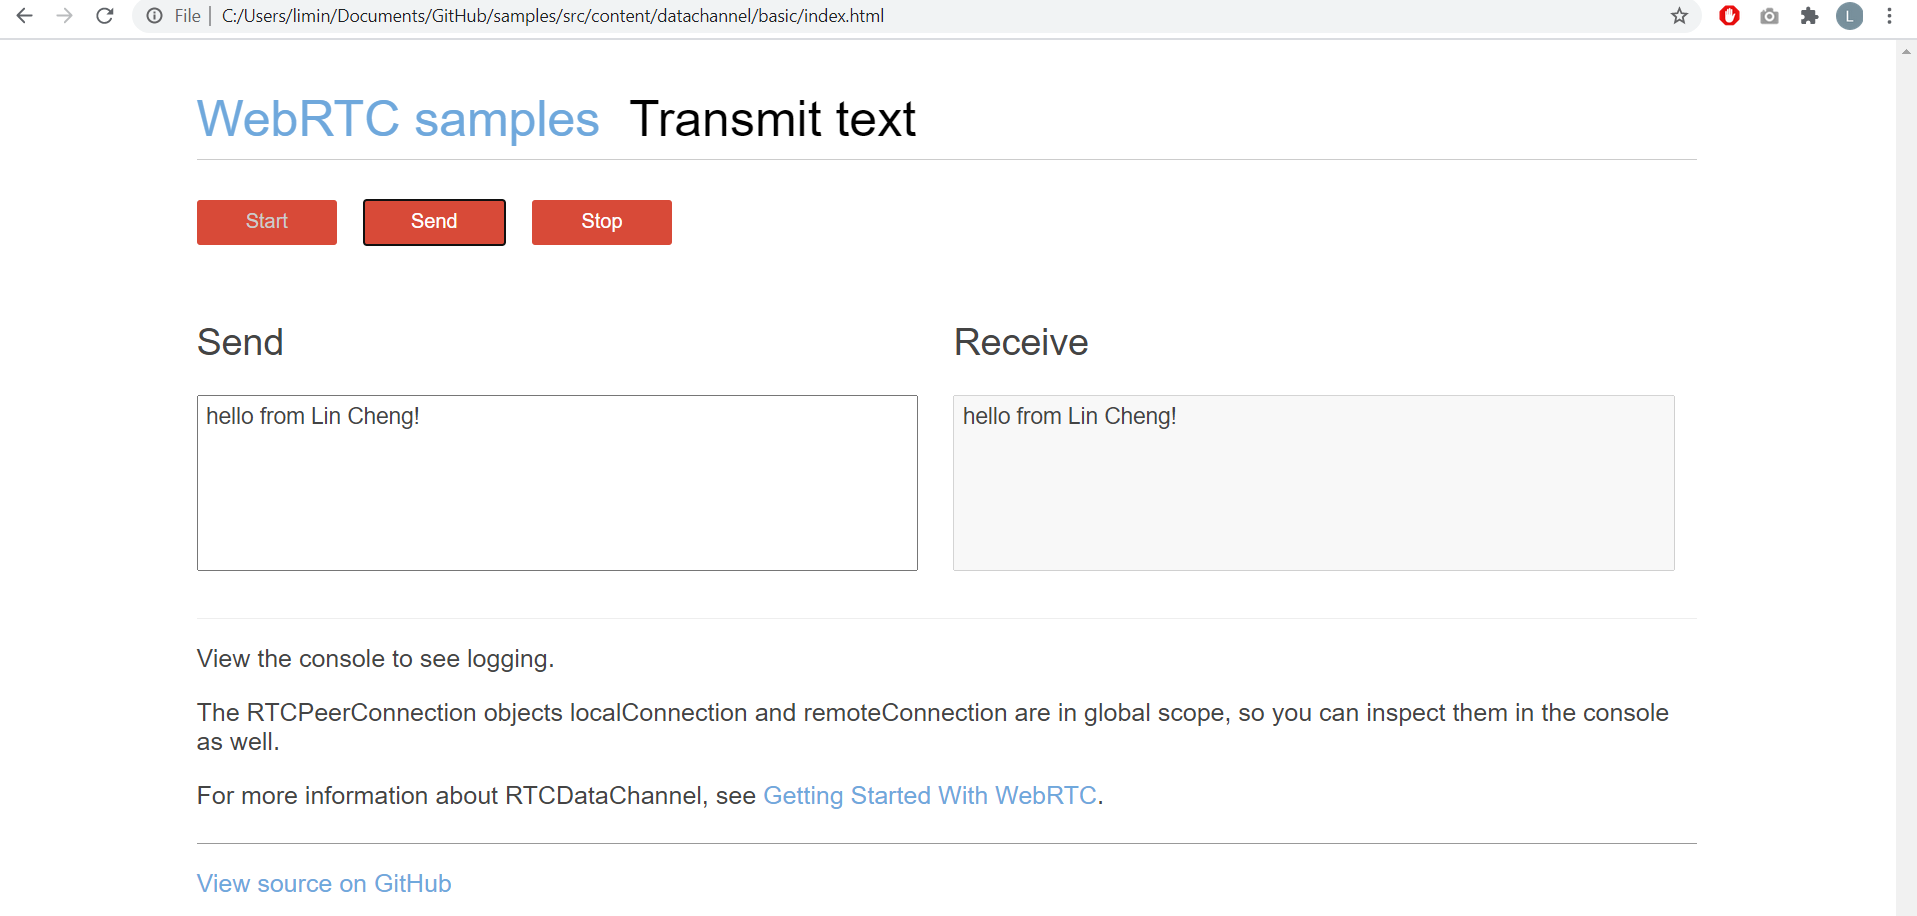 File | C:/Users/limin/Documents/GitHub/samples/src/content/datachannel/basic/index.html
L
WebRTC samples Transmit text
Start Send Stop
Send Receive
hello from Lin Cheng! hello from Lin Cheng!
View the console to see logging.
The RTCPeerConnection objects localConnection and remoteConnection are in global scope, so you can inspect them in the console
as well.
For more information about RTCDataChannel, see Getting Started With WebRTC.
View source on GitHub